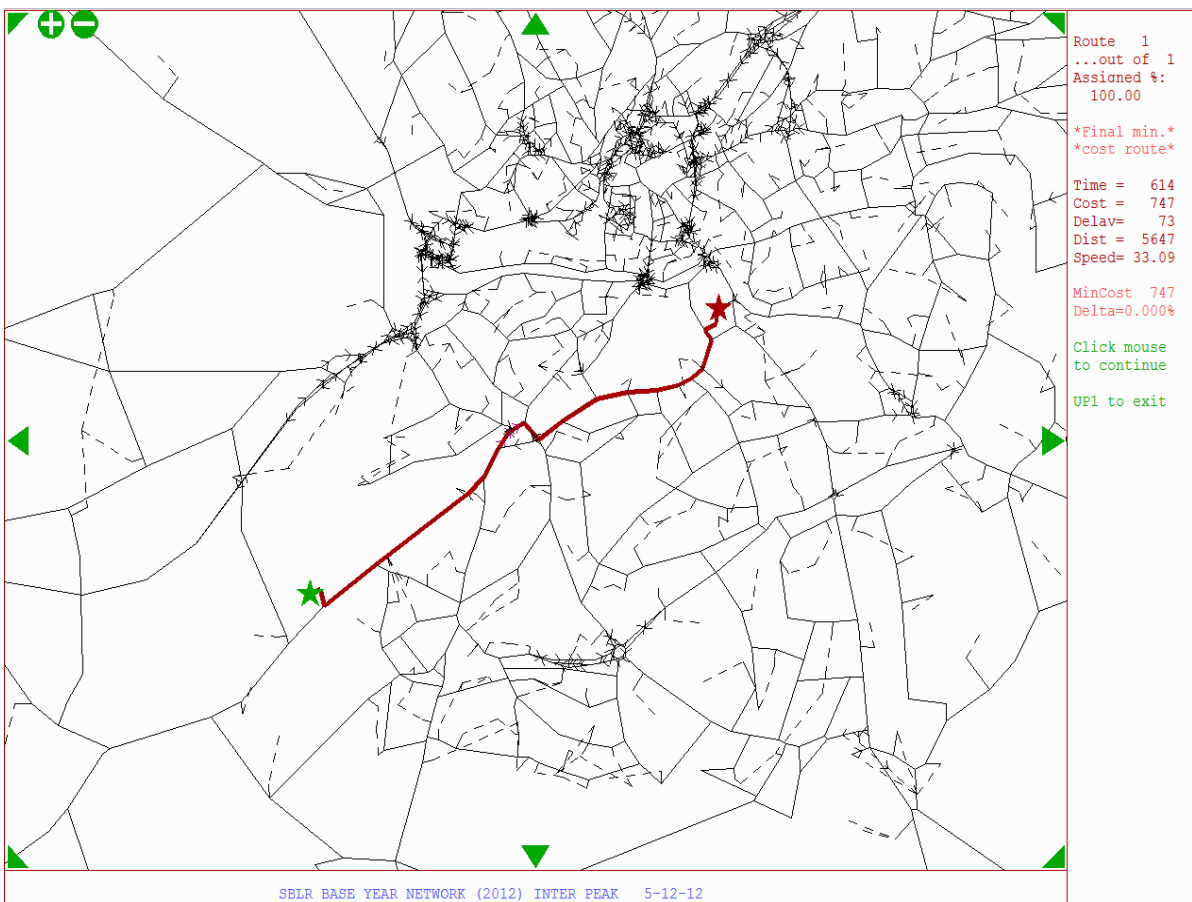 Route 1
...out of 1
Assigned %:
100.00
*Final min.*
*cost route*
Time = 614
Cost = 747
Delay= 73
Dist = 5647
Speed= 33.09
MinCost 747
Delta=0.000%
Click mouse
to continue
UP1 to exit
SBLR BASE YEAR NETWORK (2012) INTER PEAK 5-12-12